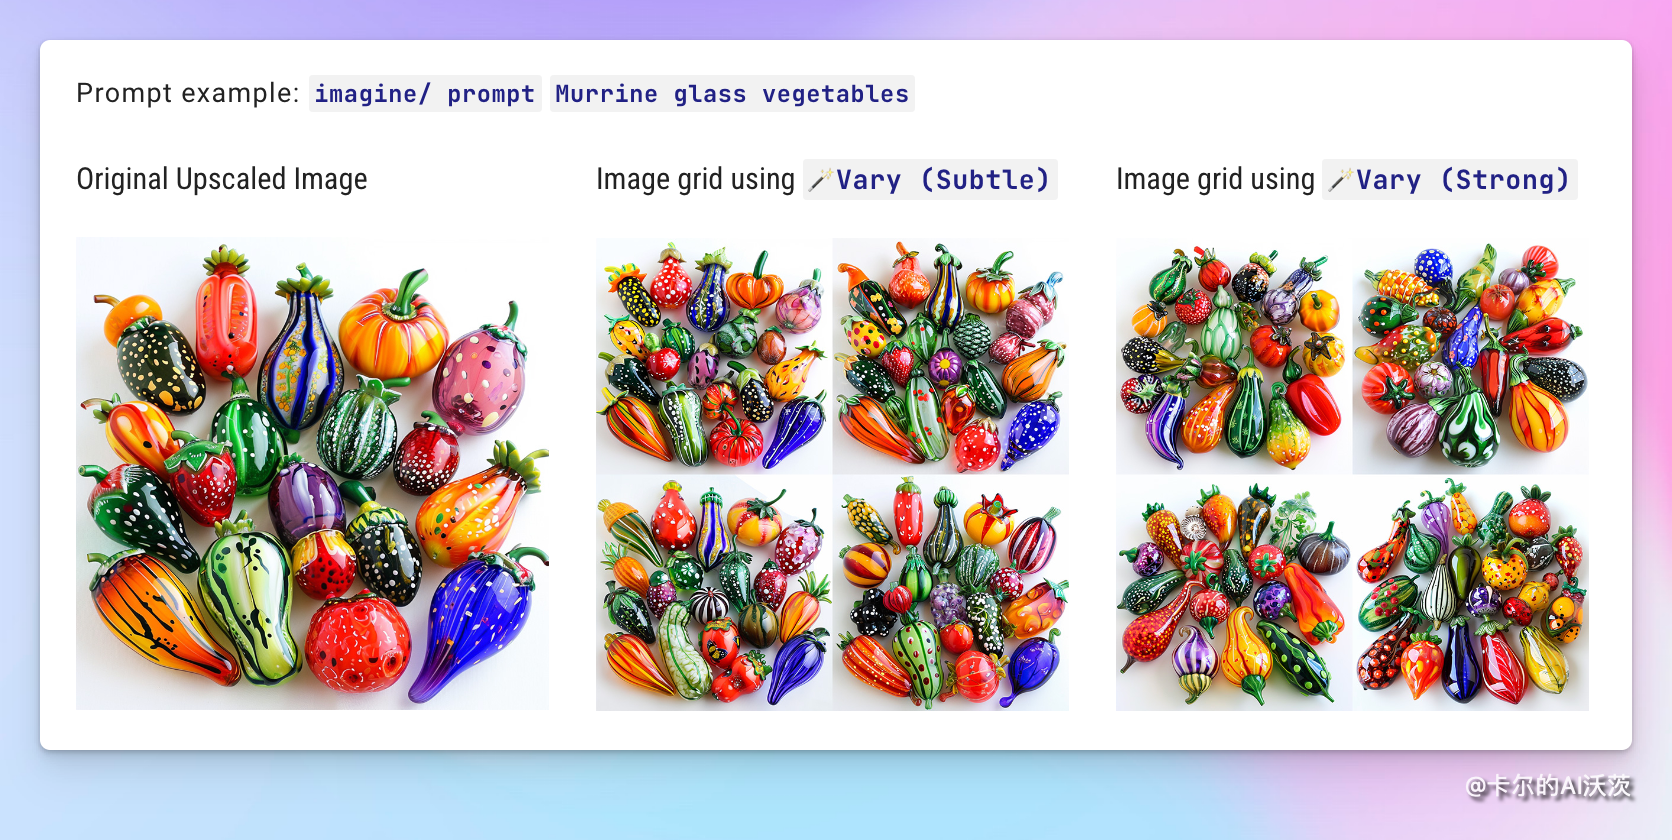 Prompt example: imagine/ prompt Murrine glass vegetables
Original Upscaled Image
Image grid using 🪄Vary (Subtle)
Image grid using 🪄Vary (Strong)
@卡尔的AI沃茨